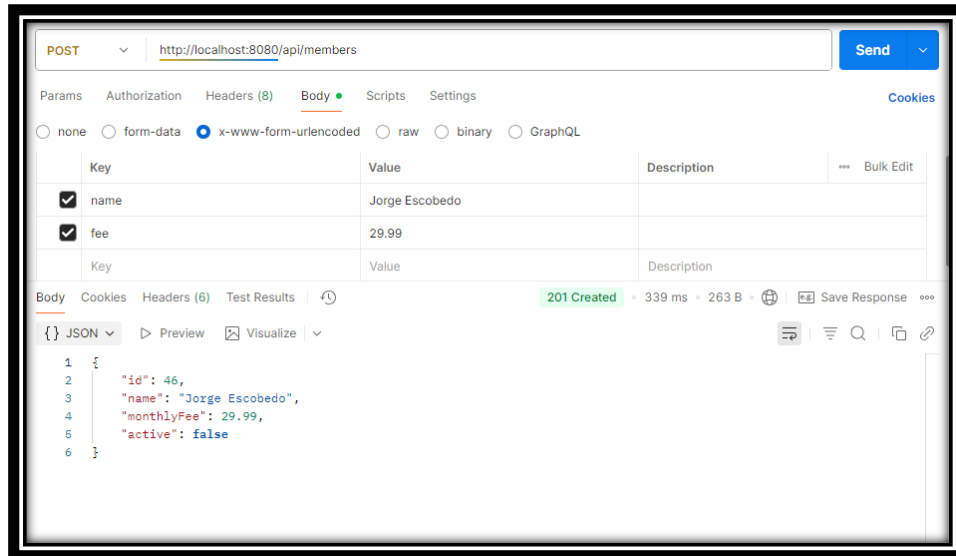 POST http://localhost:8080/api/members Send
Params Authorization Headers (8) Body Scripts Settings Cookies
none form-data x-www-form-urlencoded raw binary GraphQL
Key Value Description Bulk Edit
name Jorge Escobedo
fee 29.99
Key Value Description
Body Cookies Headers (6) Test Results 201 Created 339 ms 263 B e.g. Save Response
{} JSON Preview Visualize
1 {
2 "id": 46,
3 "name": "Jorge Escobedo",
4 "monthlyFee": 29.99,
5 "active": false
6 }